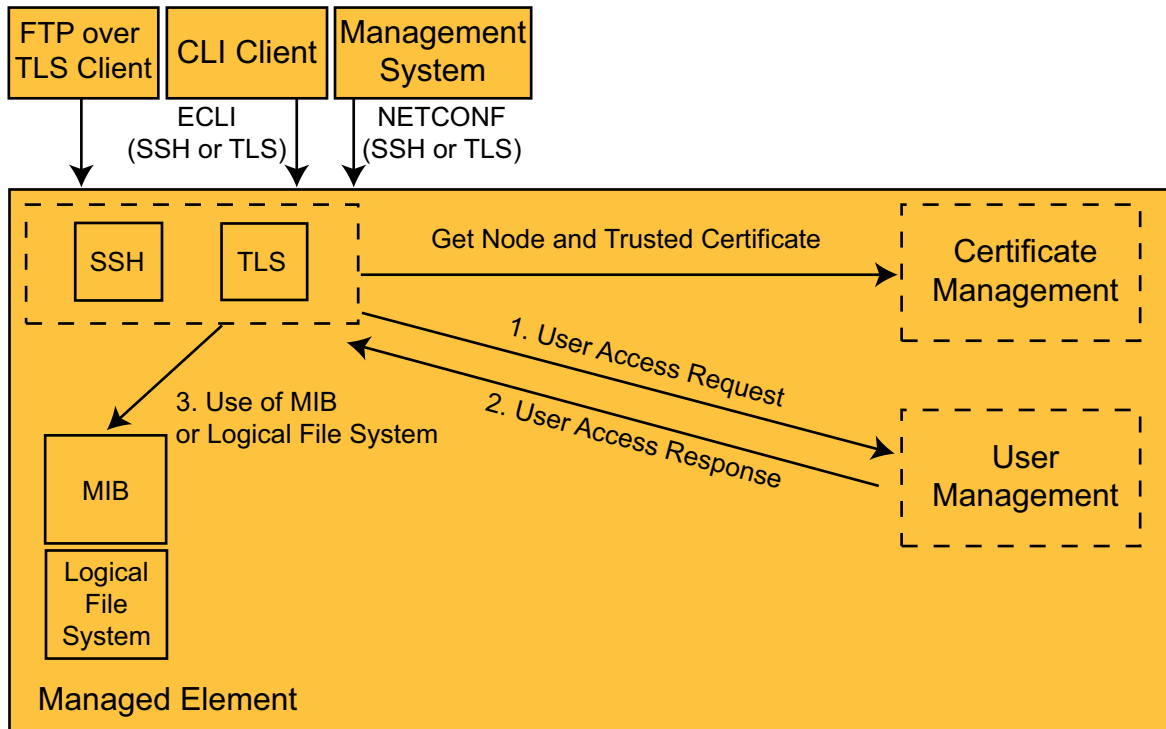 FTP over
TLS Client
CLI Client
Management
System
ECLI
(SSH or TLS)
NETCONF
(SSH or TLS)
SSH
TLS
Get Node and Trusted Certificate
Certificate
Management
1. User Access Request
2. User Access Response
3. Use of MIB
or Logical File System
User
Management
MIB
Logical
File
System
Managed Element